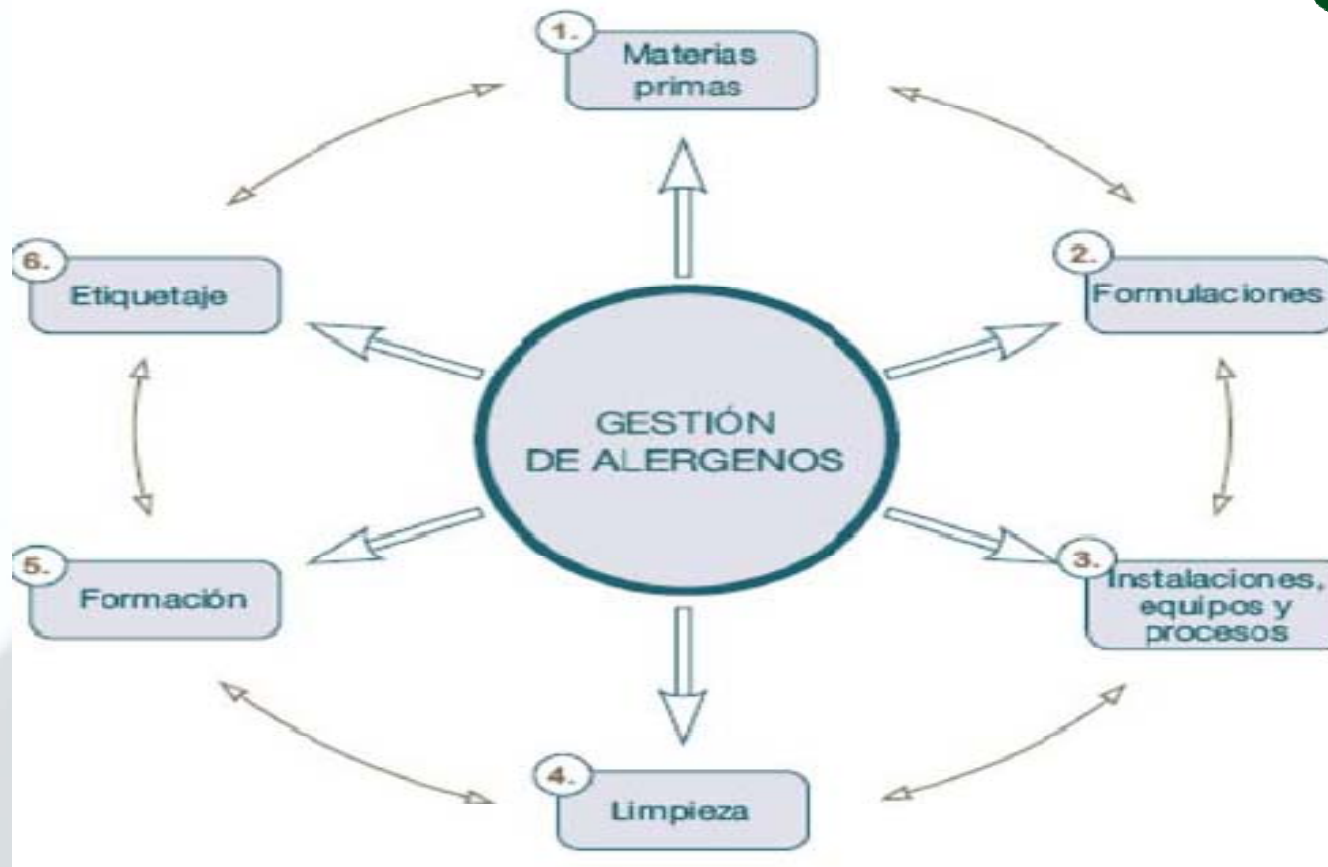 1.
Materias
primas
2.
Formulaciones
3.
Instalaciones,
equipos y
procesos
4.
Limpieza
5.
Formación
6.
Etiquetaje
GESTIÓN
DE ALERGENOS